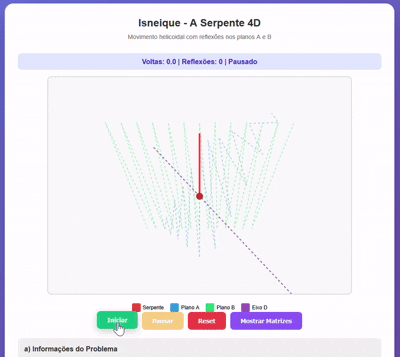 Isneique - A Serpente 4D
Movimento helicoidal com reflexões nos planos A e B
Voltas: 0.0 | Reflexões: 0 | Pausado
Serpente Plano A Plano B Eixo D
Iniciar Pausar Reset Mostrar Matrizes
a) Informações do Problema